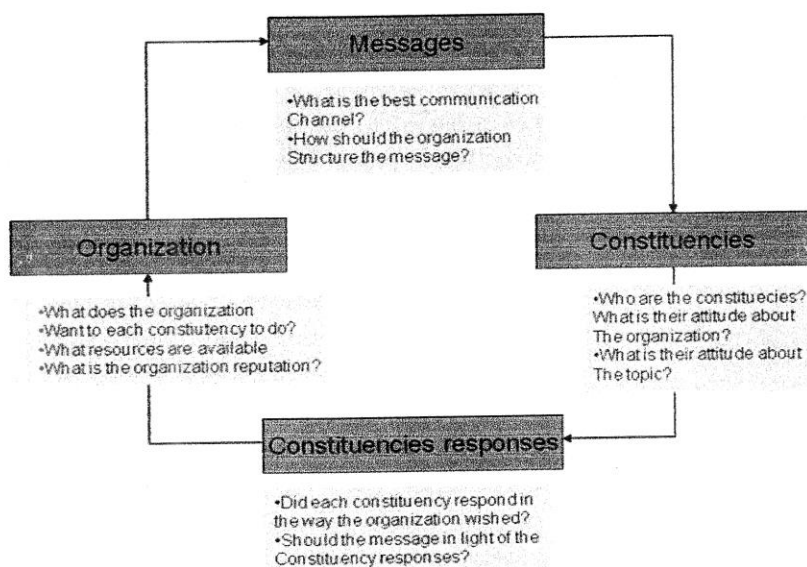 Messages
•What is the best communication
Channel?
•How should the organization
Structure the message?
Organization
•What does the organization
•Want to each constiutency to do?
•What resources are available
•What is the organization reputation?
Constituencies
•Who are the constituecies?
What is their attitude about
The organization?
•What is their attitude about
The topic?
Constituencies responses
•Did each constituency respond in
the way the organization wished?
•Should the message in light of the
Constituency responses?